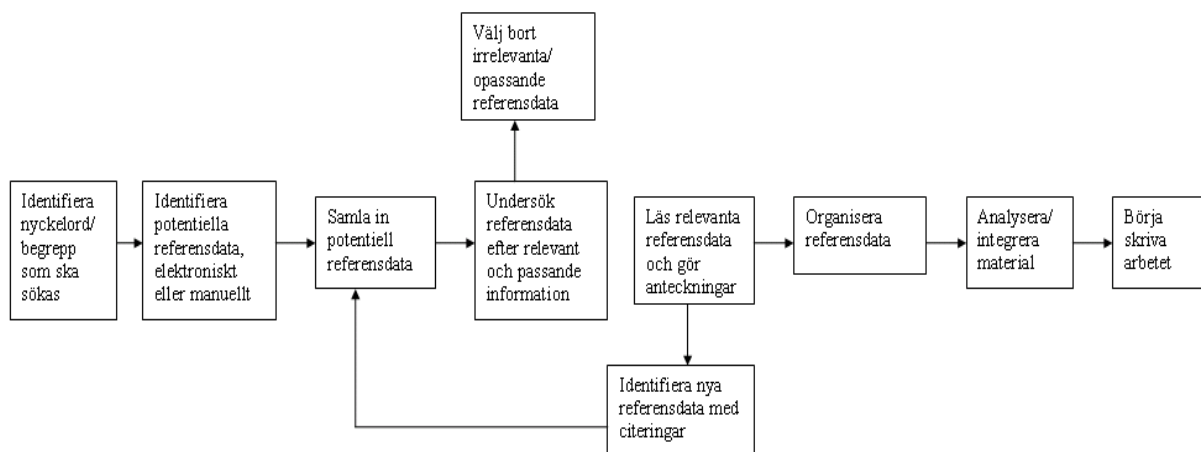 Välj bort
irrelevanta/
opassande
referensdata
Identifiera
nyckelord/
begrepp
som ska
sökas
Identifiera
potentiella
referensdata,
elektroniskt
eller manuellt
Samla in
potentiell
referensdata
Undersök
referensdata
efter relevant
och passande
information
Läs relevanta
referensdata
och gör
anteckningar
Organisera
referensdata
Analysera/
integrera
material
Börja
skriva
arbetet
Identifiera nya
referensdata med
citeringar